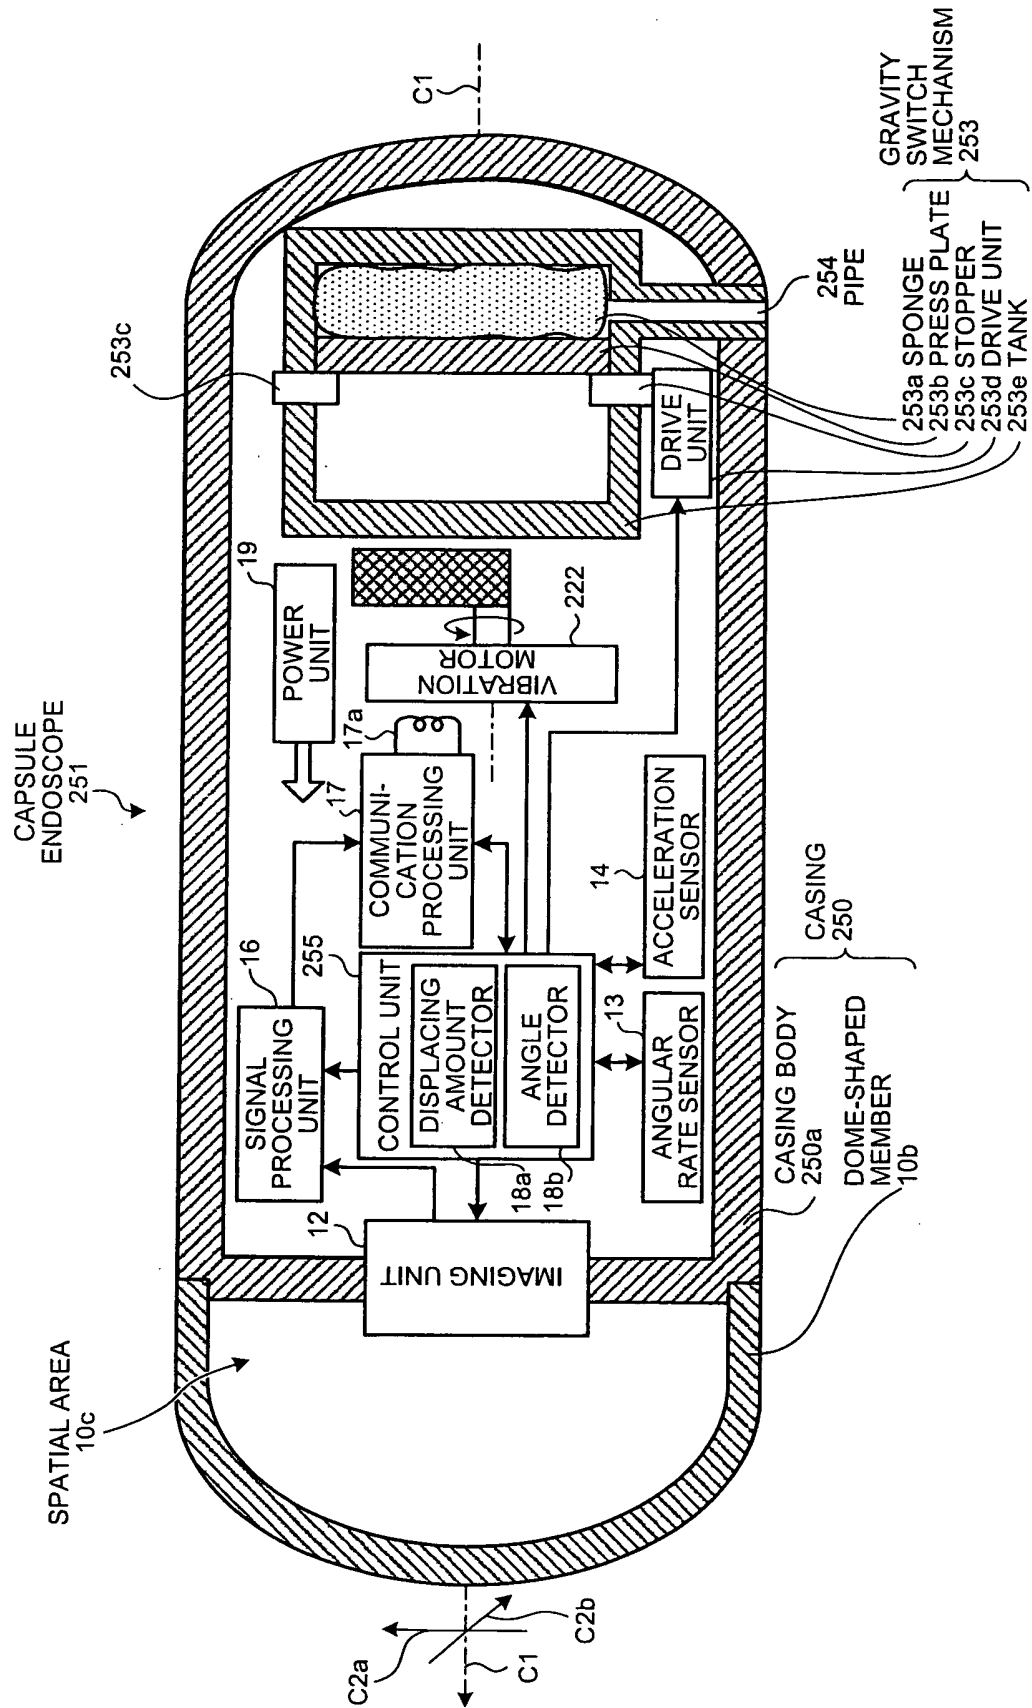 CAPSULE
ENDOSCOPE
251
SPATIAL AREA
10c
C1
C1
C2a
C2b
19
POWER
UNIT
253c
16
SIGNAL
PROCESSING
UNIT
17
17a
COMMUNI-
CATION
PROCESSING
UNIT
VIBRATION
MOTOR
222
255
CONTROL UNIT
DISPLACING
AMOUNT
DETECTOR
18a
ANGLE
DETECTOR
18b
12
IMAGING UNIT
13
ANGULAR
RATE SENSOR
14
ACCELERATION
SENSOR
DRIVE
UNIT
254
PIPE
CASING
250
CASING BODY
250a
DOME-SHAPED
MEMBER
10b
GRAVITY
SWITCH
MECHANISM
253
253a SPONGE
253b PRESS PLATE
253c STOPPER
253d DRIVE UNIT
253e TANK